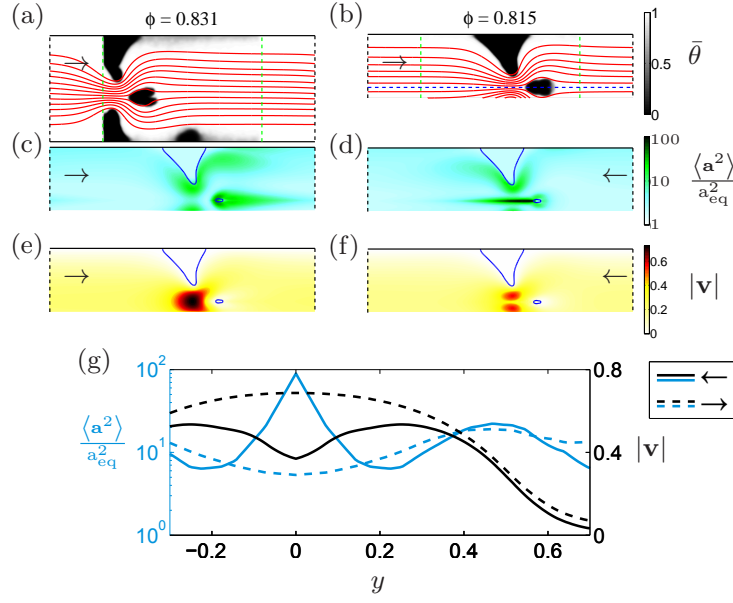 (a) ϕ = 0.831 (b) ϕ = 0.815
→ → 1 0.5 0 θ̄
(c) (d)
→ ← 100 10 1 ⟨a²⟩/a²eq
(e) (f)
→ ← 0.6 0.4 0.2 0 |v|
(g)
10² 0.8 ←
⟨a²⟩/a²eq 10¹ 0.4 |v| →
10⁰ 0
−0.2 0 0.2 0.4 0.6
y